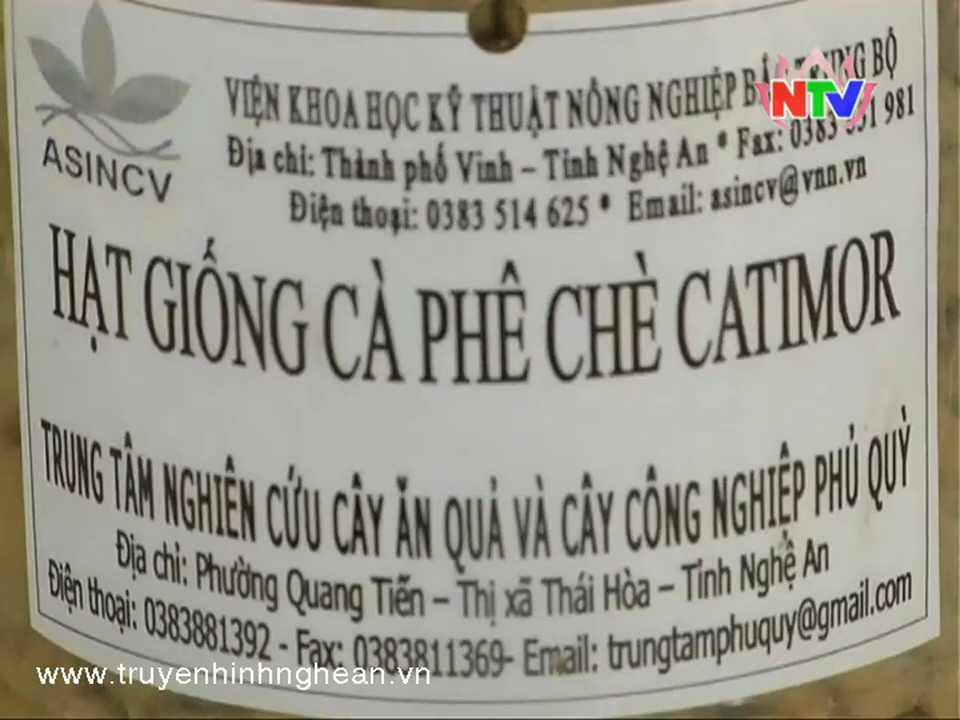 ASINCV
VIỆN KHOA HỌC KỸ THUẬT NÔNG NGHIỆP BẮC TRUNG BỘ
NTV
Địa chỉ: Thành phố Vinh – Tỉnh Nghệ An * Fax: 0383 981
Điện thoại: 0383 514 625 * Email: asincv@vnn.vn
HẠT GIỐNG CÀ PHÊ CHÈ CATIMOR
TRUNG TÂM NGHIÊN CỨU CÂY ĂN QUẢ VÀ CÂY CÔNG NGHIỆP PHỦ QUỲ
Địa chỉ: Phường Quang Tiến – Thị xã Thái Hòa – Tỉnh Nghệ An
Điện thoại: 0383881392 - Fax: 0383811369- Email: trungtamphuquy@gmail.com
www.truyenhinhnghean.vn